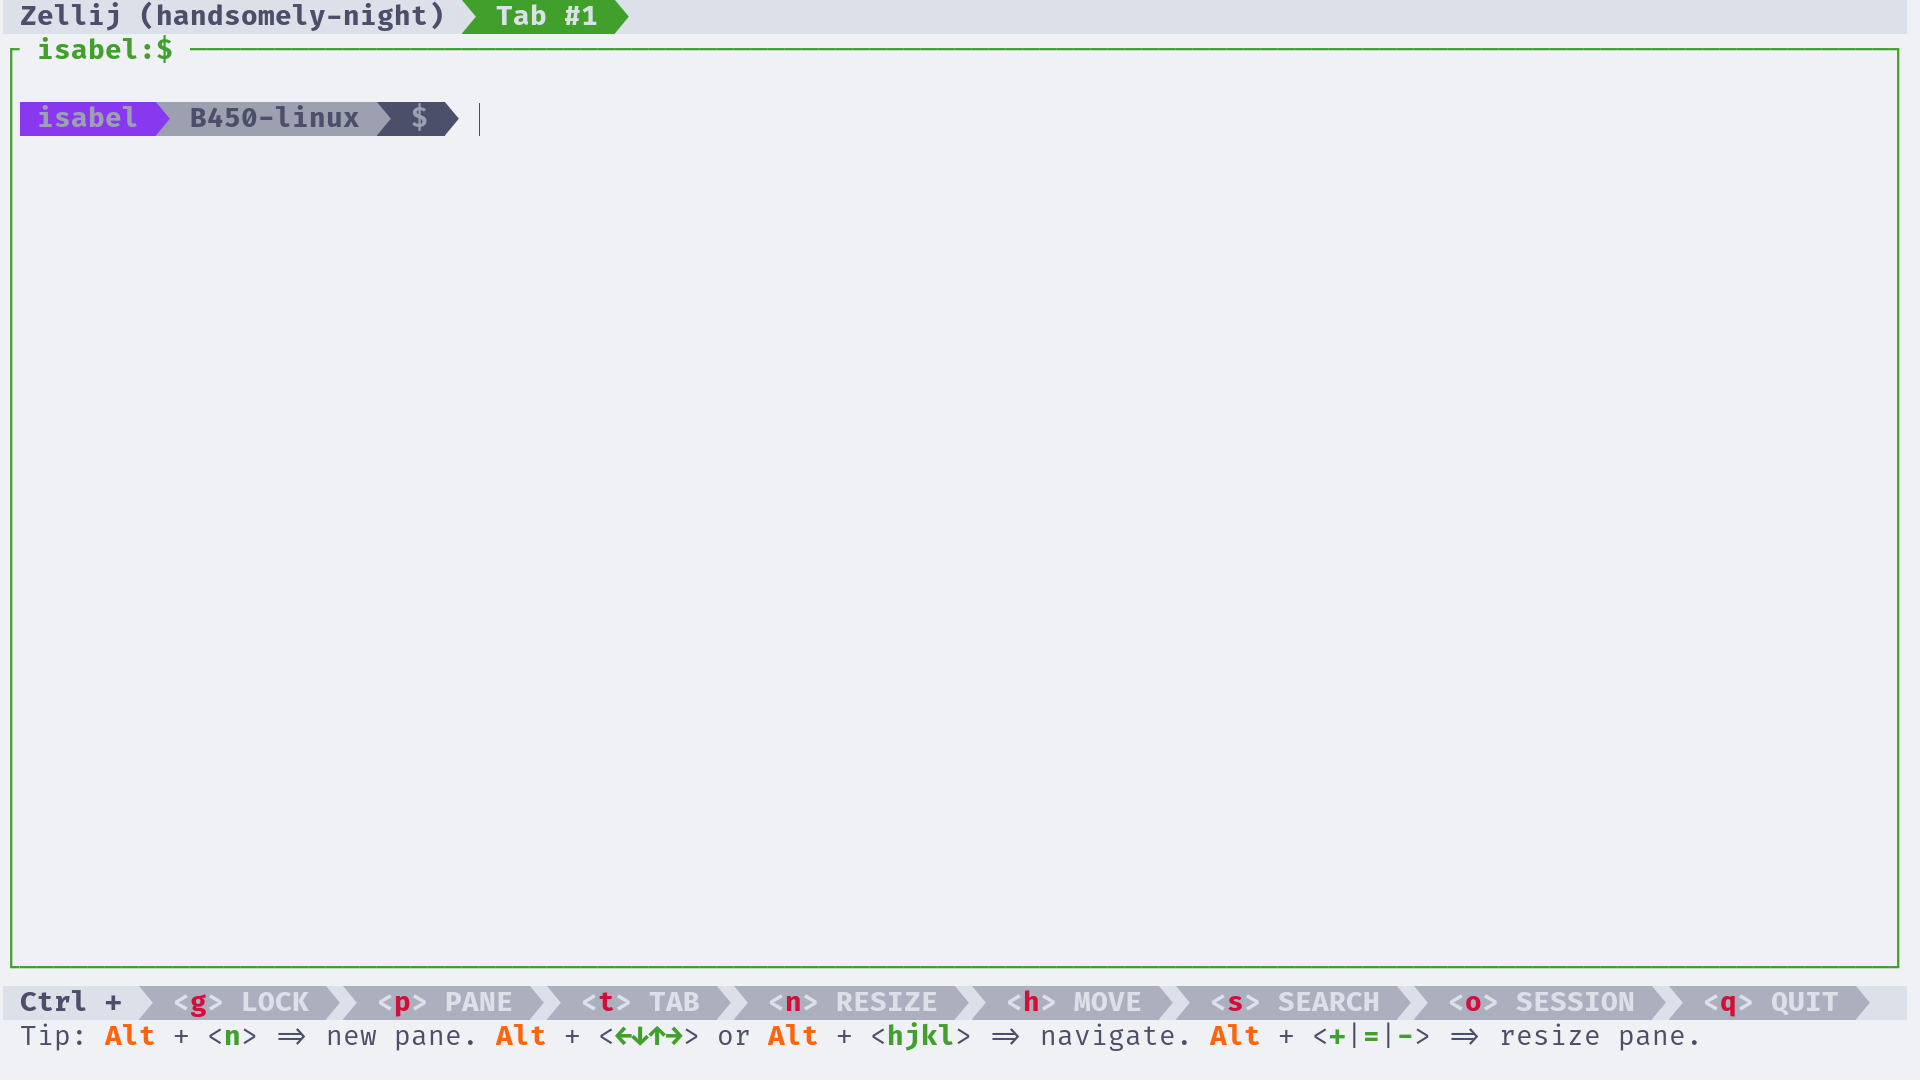 Zellij (handsomely-night) Tab #1
isabel:$
isabel B450-linux $
Ctrl + <g> LOCK <p> PANE <t> TAB <n> RESIZE <h> MOVE <s> SEARCH <o> SESSION <q> QUIT
Tip: Alt + <n> => new pane. Alt + <←↓↑→> or Alt + <hjkl> => navigate. Alt + <+|=|-> => resize pane.